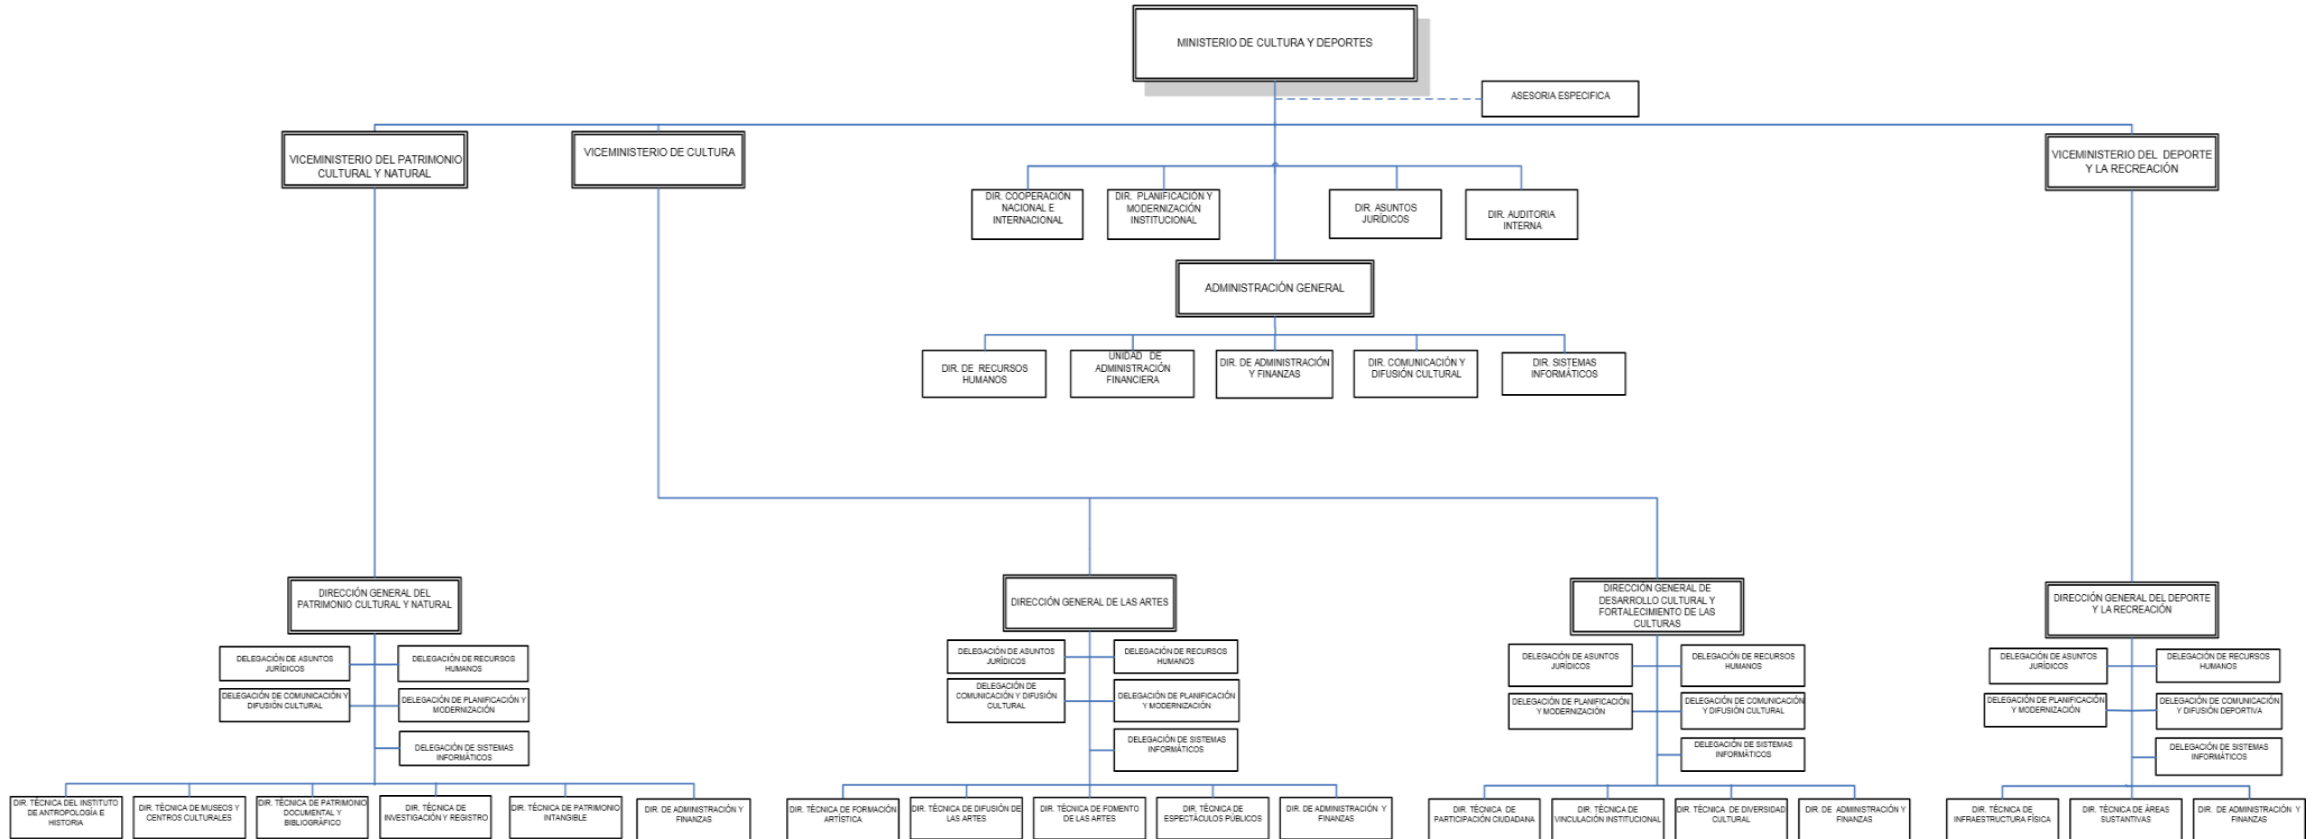 MINISTERIO DE CULTURA Y DEPORTES
ASESORIA ESPECIFICA
VICEMINISTERIO DEL PATRIMONIO
CULTURAL Y NATURAL
VICEMINISTERIO DE CULTURA
VICEMINISTERIO DEL DEPORTE
Y LA RECREACIÓN
DIR. COOPERACIÓN
NACIONAL E
INTERNACIONAL
DIR. PLANIFICACIÓN Y
MODERNIZACIÓN
INSTITUCIONAL
DIR. ASUNTOS
JURÍDICOS
DIR. AUDITORIA
INTERNA
ADMINISTRACIÓN GENERAL
DIR. DE RECURSOS
HUMANOS
UNIDAD DE
ADMINISTRACIÓN
FINANCIERA
DIR. DE ADMINISTRACIÓN
Y FINANZAS
DIR. COMUNICACIÓN Y
DIFUSIÓN CULTURAL
DIR. SISTEMAS
INFORMÁTICOS
DIRECCIÓN GENERAL DEL
PATRIMONIO CULTURAL Y NATURAL
DELEGACIÓN DE ASUNTOS
JURÍDICOS
DELEGACIÓN DE RECURSOS
HUMANOS
DELEGACIÓN DE COMUNICACIÓN Y
DIFUSIÓN CULTURAL
DELEGACIÓN DE PLANIFICACIÓN Y
MODERNIZACIÓN
DELEGACIÓN DE SISTEMAS
INFORMÁTICOS
DIR. TÉCNICA DEL INSTITUTO
DE ANTROPOLOGÍA E
HISTORIA
DIR. TÉCNICA DE MUSEOS Y
CENTROS CULTURALES
DIR. TÉCNICA DE PATRIMONIO
DOCUMENTAL Y
BIBLIOGRÁFICO
DIR. TÉCNICA DE
INVESTIGACIÓN Y REGISTRO
DIR. TÉCNICA DE PATRIMONIO
INTANGIBLE
DIR. DE ADMINISTRACIÓN Y
FINANZAS
DIRECCIÓN GENERAL DE LAS ARTES
DELEGACIÓN DE ASUNTOS
JURÍDICOS
DELEGACIÓN DE RECURSOS
HUMANOS
DELEGACIÓN DE
COMUNICACIÓN Y DIFUSIÓN
CULTURAL
DELEGACIÓN DE PLANIFICACIÓN
Y MODERNIZACIÓN
DELEGACIÓN DE SISTEMAS
INFORMÁTICOS
DIR. TÉCNICA DE FORMACIÓN
ARTÍSTICA.
DIR. TÉCNICA DE DIFUSIÓN DE
LAS ARTES
DIR. TÉCNICA DE FOMENTO
DE LAS ARTES
DIR. TÉCNICA DE
ESPECTÁCULOS PÚBLICOS
DIR. DE ADMINISTRACIÓN Y
FINANZAS
DIRECCIÓN GENERAL DE
DESARROLLO CULTURAL Y
FORTALECIMIENTO DE LAS
CULTURAS
DELEGACIÓN DE ASUNTOS
JURÍDICOS
DELEGACIÓN DE RECURSOS
HUMANOS
DELEGACIÓN DE PLANIFICACIÓN
Y MODERNIZACIÓN
DELEGACIÓN DE COMUNICACIÓN
Y DIFUSIÓN CULTURAL
DELEGACIÓN DE SISTEMAS
INFORMÁTICOS
DIR. TÉCNICA DE
PARTICIPACIÓN CIUDADANA
DIR. TÉCNICA DE
VINCULACIÓN INSTITUCIONAL
DIR. TÉCNICA DE DIVERSIDAD
CULTURAL
DIR. DE ADMINISTRACIÓN Y
FINANZAS
DIRECCIÓN GENERAL DEL DEPORTE
Y LA RECREACIÓN
DELEGACIÓN DE ASUNTOS
JURÍDICOS
DELEGACIÓN DE RECURSOS
HUMANOS
DELEGACIÓN DE PLANIFICACIÓN
Y MODERNIZACIÓN
DELEGACIÓN DE COMUNICACIÓN
Y DIFUSIÓN DEPORTIVA
DELEGACIÓN DE SISTEMAS
INFORMÁTICOS
DIR. TÉCNICA DE
INFRAESTRUCTURA FÍSICA
DIR. TÉCNICA DE ÁREAS
SUSTANTIVAS
DIR. DE ADMINISTRACIÓN Y
FINANZAS